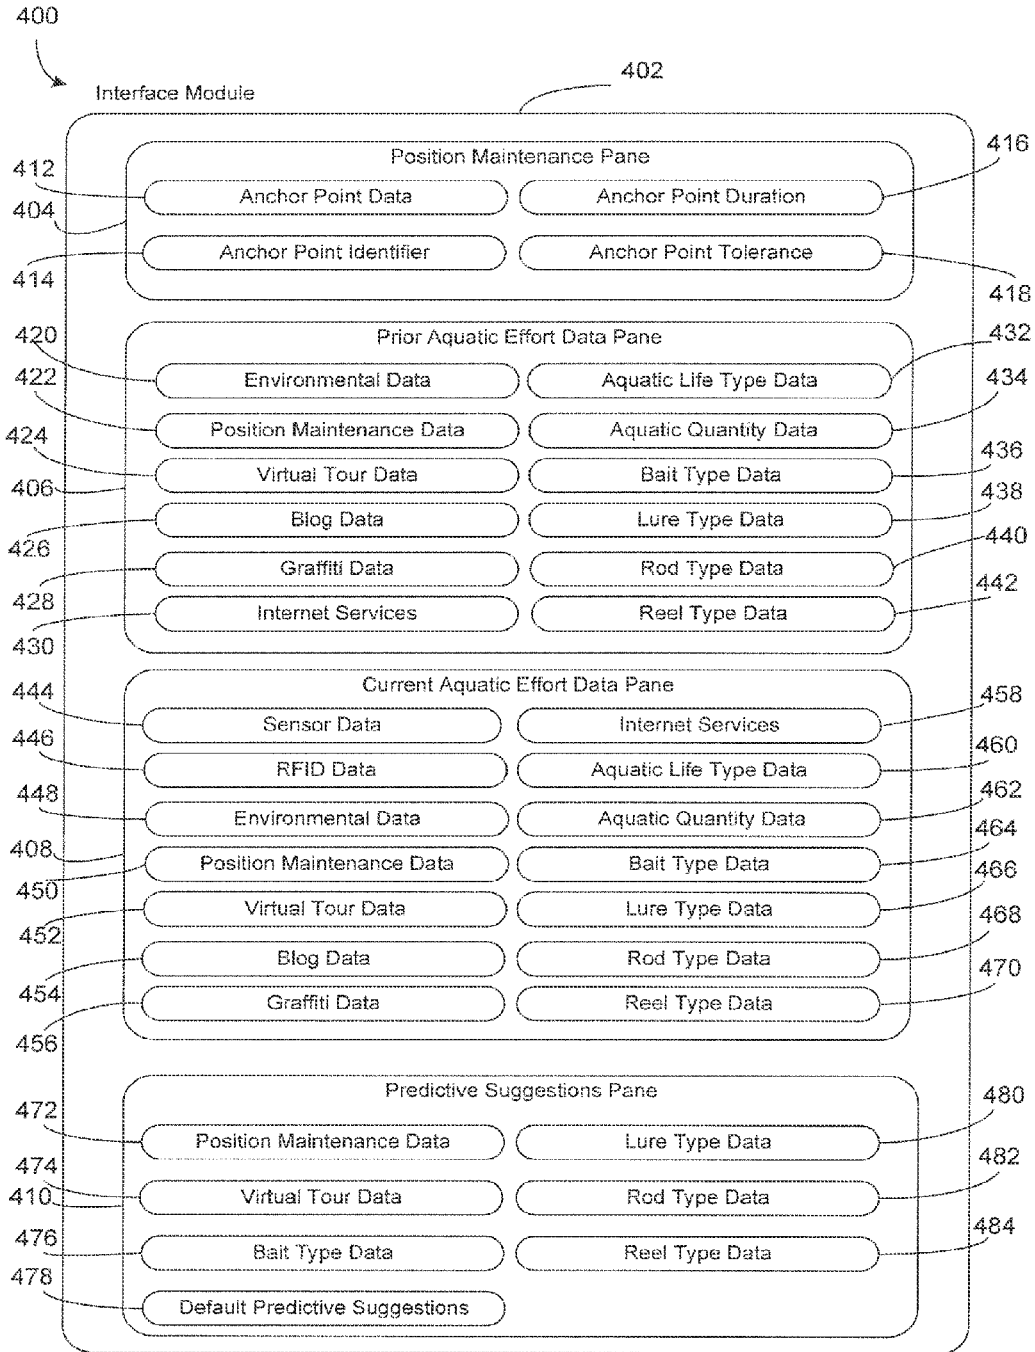 400
402
Interface Module
Position Maintenance Pane
416
412
Anchor Point Data
Anchor Point Duration
404
Anchor Point Identifier
Anchor Point Tolerance
414
418
420
Prior Aquatic Effort Data Pane
432
Environmental Data
Aquatic Life Type Data
422
434
Position Maintenance Data
Aquatic Quantity Data
424
436
Virtual Tour Data
Bait Type Data
406
438
Blog Data
Lure Type Data
426
440
Graffiti Data
Rod Type Data
428
442
Internet Services
Reel Type Data
430
444
Current Aquatic Effort Data Pane
458
Sensor Data
Internet Services
446
460
RFID Data
Aquatic Life Type Data
448
462
Environmental Data
Aquatic Quantity Data
464
408
Position Maintenance Data
Bait Type Data
450
466
Virtual Tour Data
Lure Type Data
452
468
Blog Data
Rod Type Data
454
470
Graffiti Data
Reel Type Data
456
Predictive Suggestions Pane
472
480
Position Maintenance Data
Lure Type Data
474
482
Virtual Tour Data
Rod Type Data
410
476
484
Bait Type Data
Reel Type Data
478
Default Predictive Suggestions